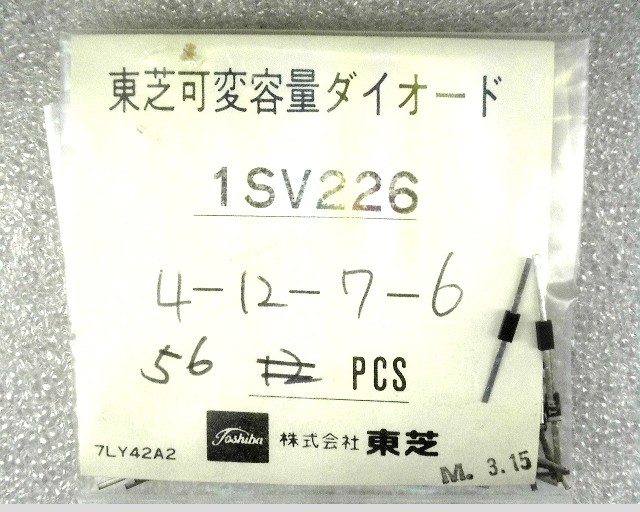 東芝可変容量ダイオード
1SV226
4-12-7-6
56 12 PCS
Toshiba 株式会社 東芝
7LY42A2
M. 3.15